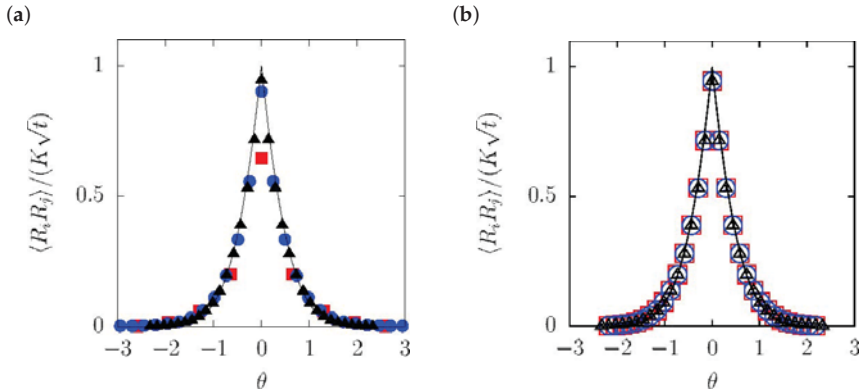 (a)
(b)
⟨R_i R_j⟩/(K√t)
1
0.5
0
−3 −2 −1 0 1 2 3
θ
⟨R_i R_j⟩/(K√t)
1
0.5
0
−3 −2 −1 0 1 2 3
θ